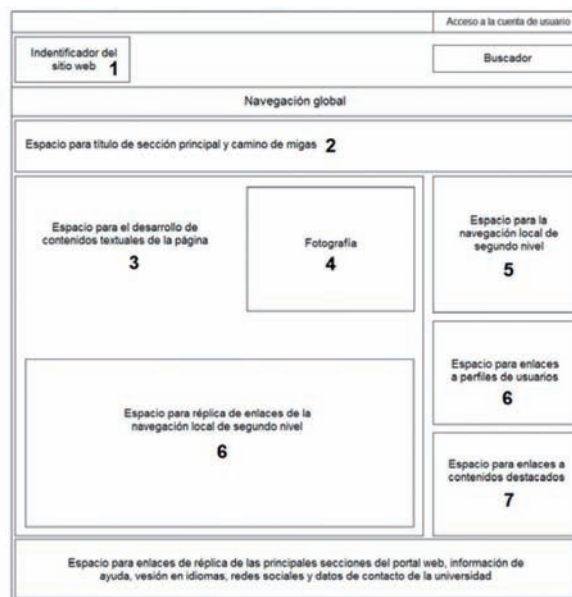 Acceso a la cuenta de usuario
Indentificador del
sitio web 1
Buscador
Navegación global
Espacio para título de sección principal y camino de migas 2
Espacio para el desarrollo de
contenidos textuales de la página
3
Fotografía
4
Espacio para la
navegación local de
segundo nivel
5
Espacio para enlaces
a perfiles de usuarios
6
Espacio para réplica de enlaces de la
navegación local de segundo nivel
6
Espacio para enlaces a
contenidos destacados
7
Espacio para enlaces de réplica de las principales secciones del portal web, información de
ayuda, vesión en idiomas, redes sociales y datos de contacto de la universidad